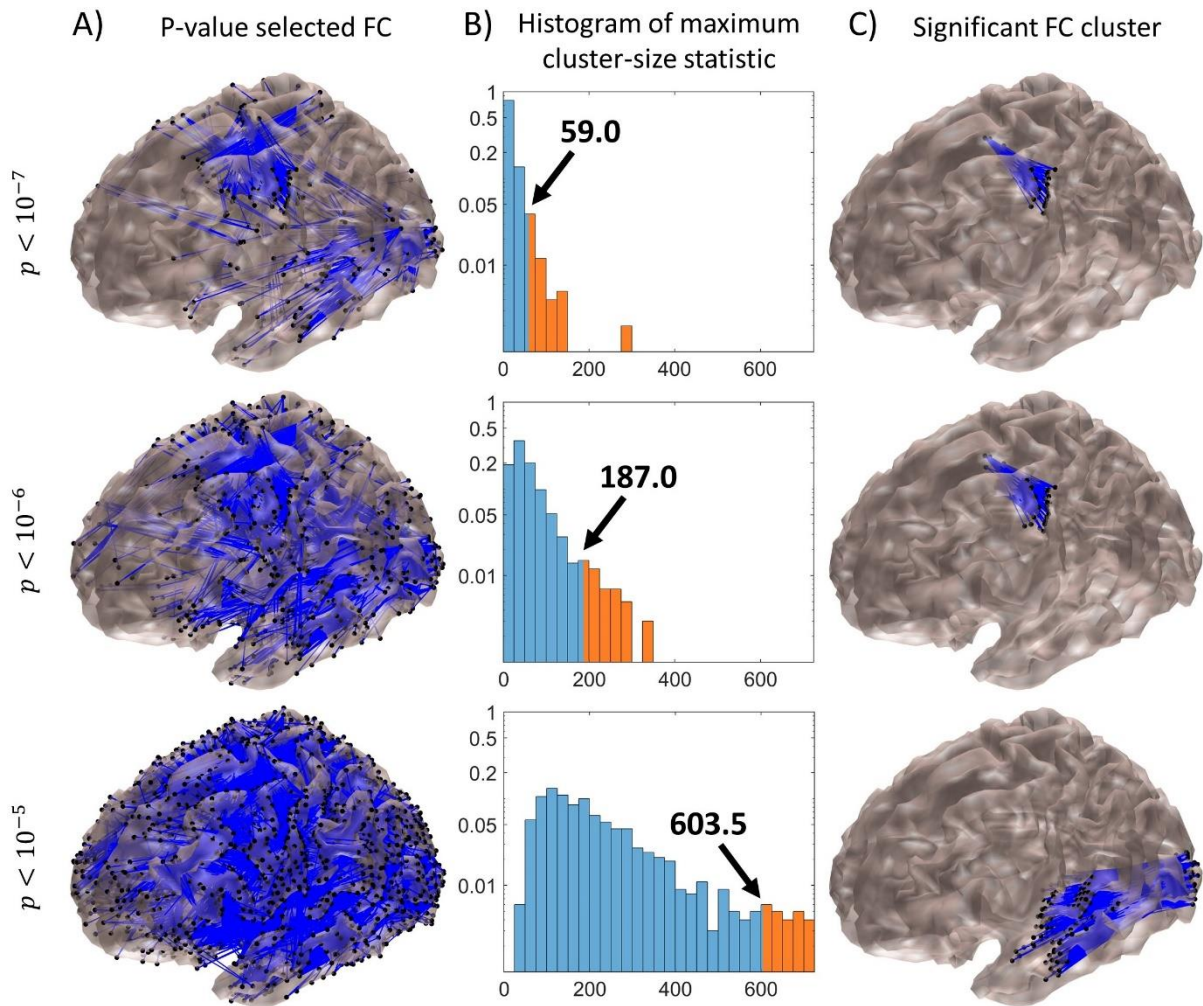 A) P-value selected FC
B) Histogram of maximum
cluster-size statistic
C) Significant FC cluster
p < 10⁻⁷
1
0.5
0.2
0.05
0.01
59.0
0 200 400 600
p < 10⁻⁶
1
0.5
0.2
0.05
0.01
187.0
0 200 400 600
p < 10⁻⁵
1
0.5
0.2
0.05
0.01
603.5
0 200 400 600